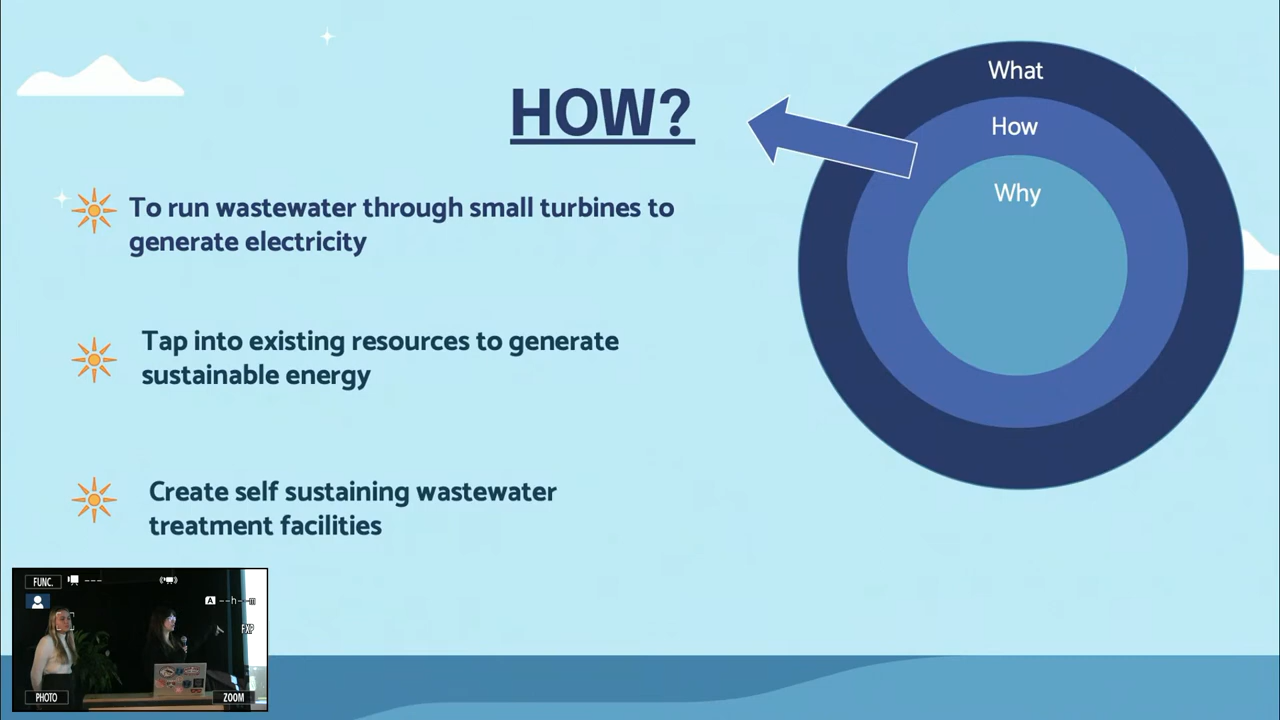 What
HOW?
How
Why
To run wastewater through small turbines to
generate electricity
Tap into existing resources to generate
sustainable energy
Create self sustaining wastewater
treatment facilities
FUNC.
---
A --h--m
FXP
PHOTO
ZOOM